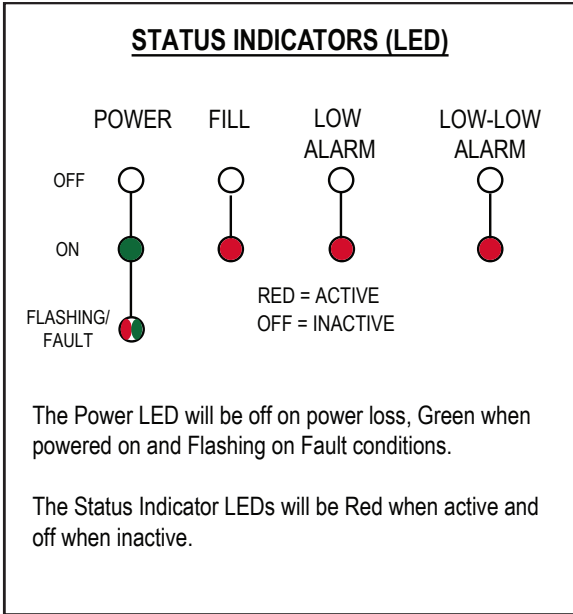 STATUS INDICATORS (LED)
POWER FILL LOW ALARM LOW-LOW ALARM
OFF
ON
RED = ACTIVE
OFF = INACTIVE
FLASHING/
FAULT
The Power LED will be off on power loss, Green when
powered on and Flashing on Fault conditions.
The Status Indicator LEDs will be Red when active and
off when inactive.